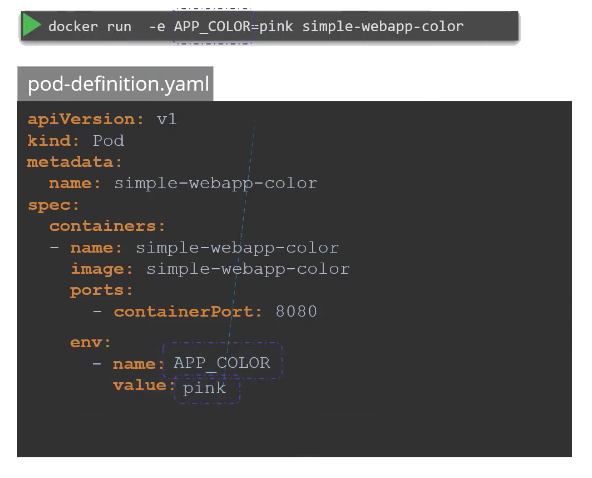 docker run  -e APP_COLOR=pink simple-webapp-color
pod-definition.yaml
apiVersion: v1
kind: Pod
metadata:
  name: simple-webapp-color
spec:
  containers:
  - name: simple-webapp-color
    image: simple-webapp-color
    ports:
      - containerPort: 8080
    env:
      - name: APP_COLOR
        value: pink